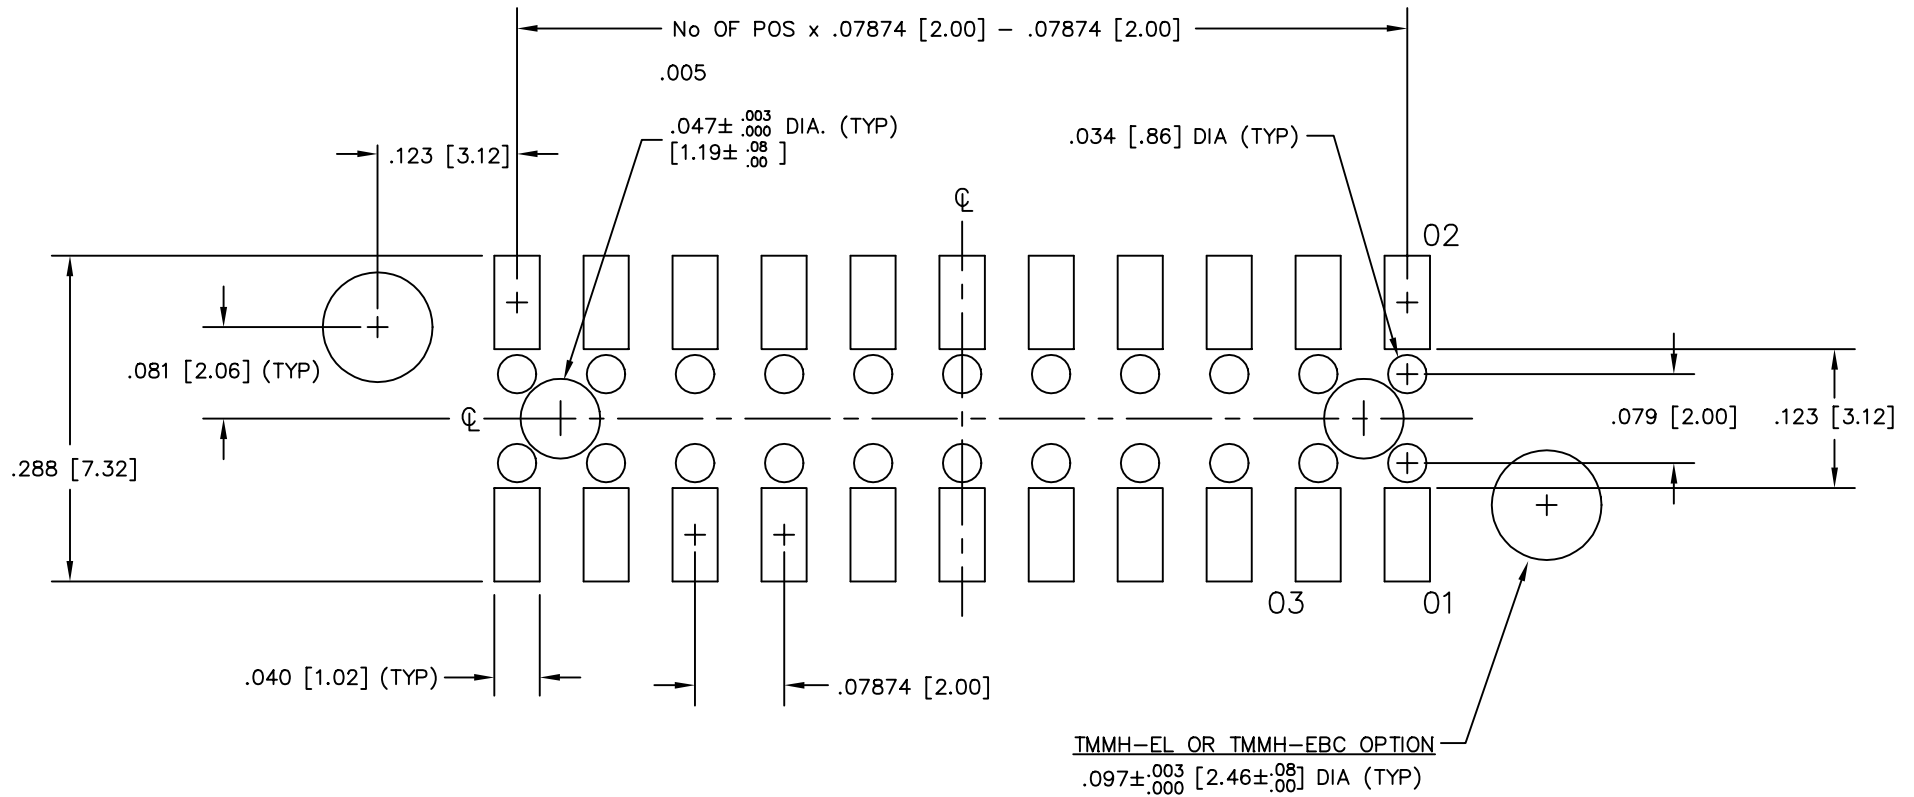 No OF POS x .07874 [2.00] – .07874 [2.00]
.005
.047± .003 .000 DIA. (TYP)
[1.19± .08 .00 ]
.034 [.86] DIA (TYP)
.123 [3.12]
℄
02
.081 [2.06] (TYP)
℄
.079 [2.00]
.123 [3.12]
.288 [7.32]
03
01
.040 [1.02] (TYP)
.07874 [2.00]
TMMH–EL OR TMMH–EBC OPTION
.097± .003 .000 [2.46± .08 .00] DIA (TYP)